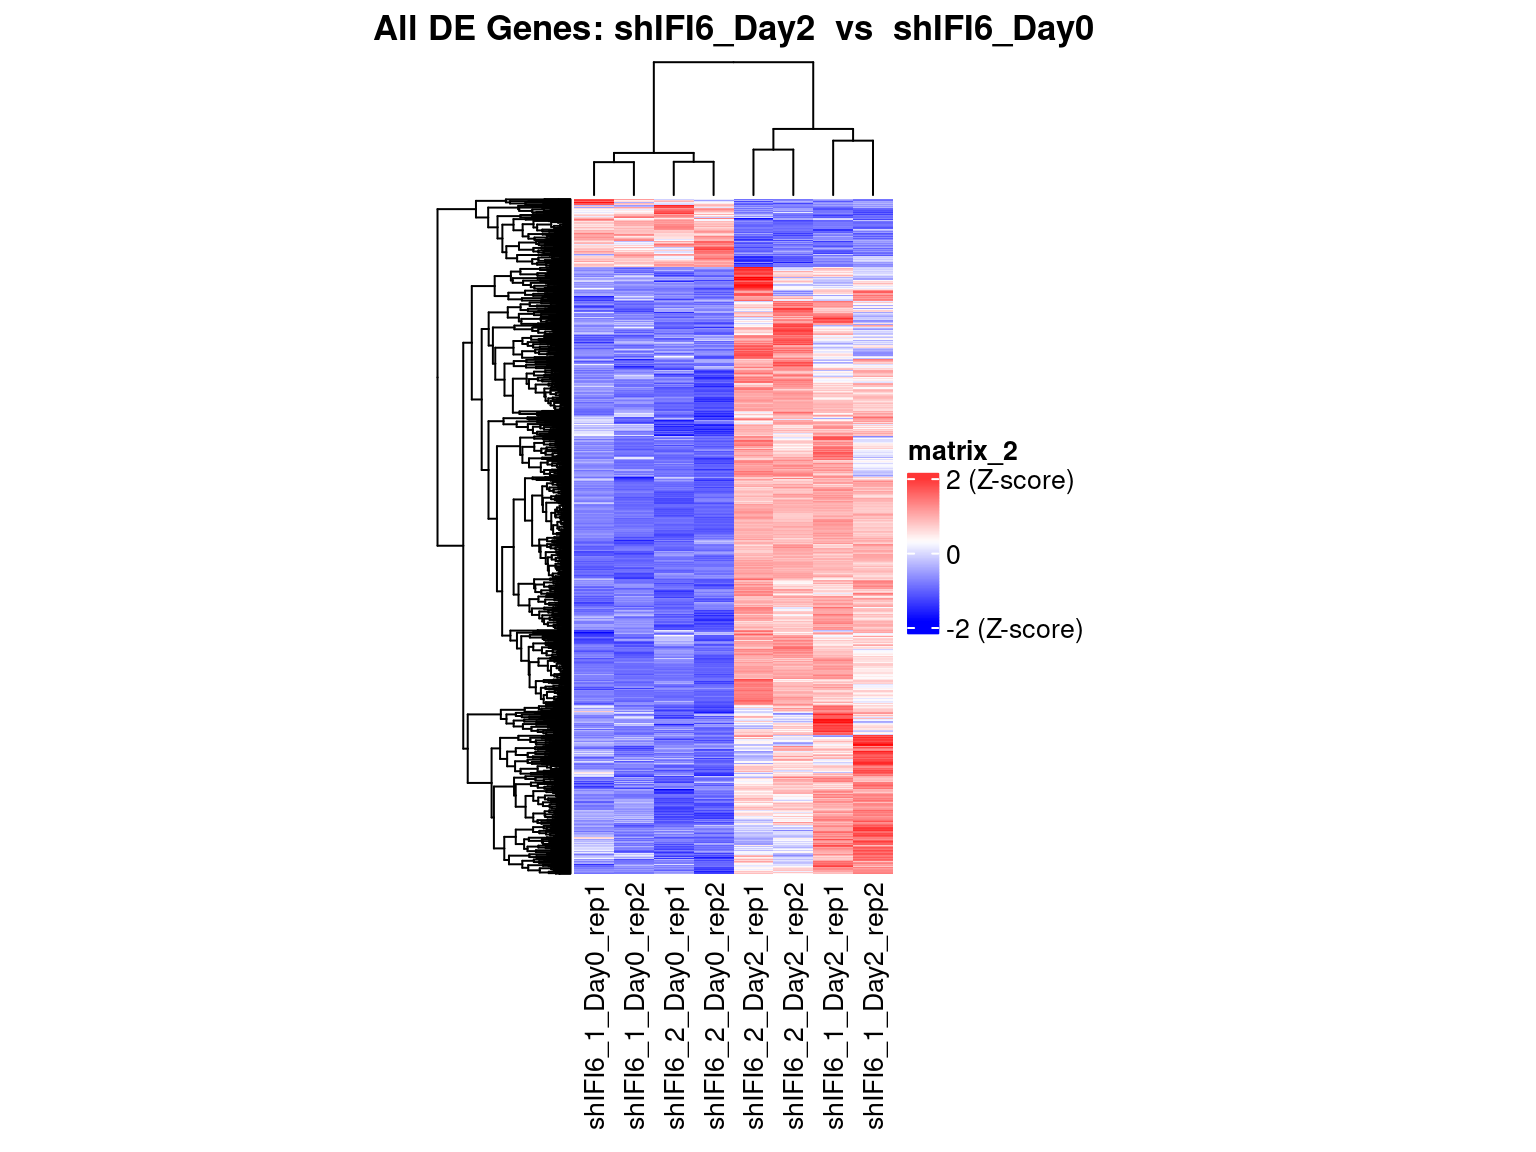 All DE Genes: shIFI6_Day2  vs  shIFI6_Day0
matrix_2
2 (Z-score)
0
-2 (Z-score)
shIFI6_1_Day0_rep1
shIFI6_1_Day0_rep2
shIFI6_2_Day0_rep1
shIFI6_2_Day0_rep2
shIFI6_2_Day2_rep1
shIFI6_2_Day2_rep2
shIFI6_1_Day2_rep1
shIFI6_1_Day2_rep2